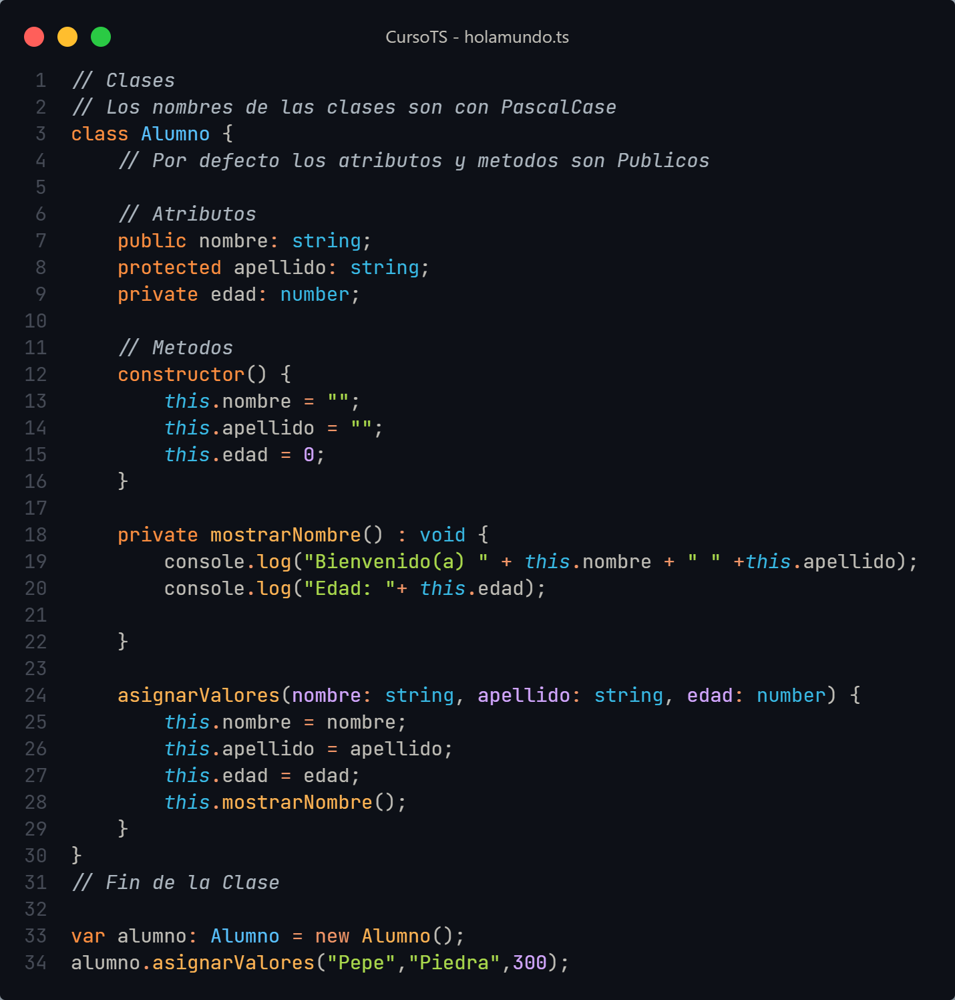 CursoTS - holamundo.ts
1 // Clases
2 // Los nombres de las clases son con PascalCase
3 class Alumno {
4     // Por defecto los atributos y metodos son Publicos
5
6     // Atributos
7     public nombre: string;
8     protected apellido: string;
9     private edad: number;
10
11     // Metodos
12     constructor() {
13         this.nombre = "";
14         this.apellido = "";
15         this.edad = 0;
16     }
17
18     private mostrarNombre() : void {
19         console.log("Bienvenido(a) " + this.nombre + " " +this.apellido);
20         console.log("Edad: "+ this.edad);
21
22     }
23
24     asignarValores(nombre: string, apellido: string, edad: number) {
25         this.nombre = nombre;
26         this.apellido = apellido;
27         this.edad = edad;
28         this.mostrarNombre();
29     }
30 }
31 // Fin de la Clase
32
33 var alumno: Alumno = new Alumno();
34 alumno.asignarValores("Pepe","Piedra",300);